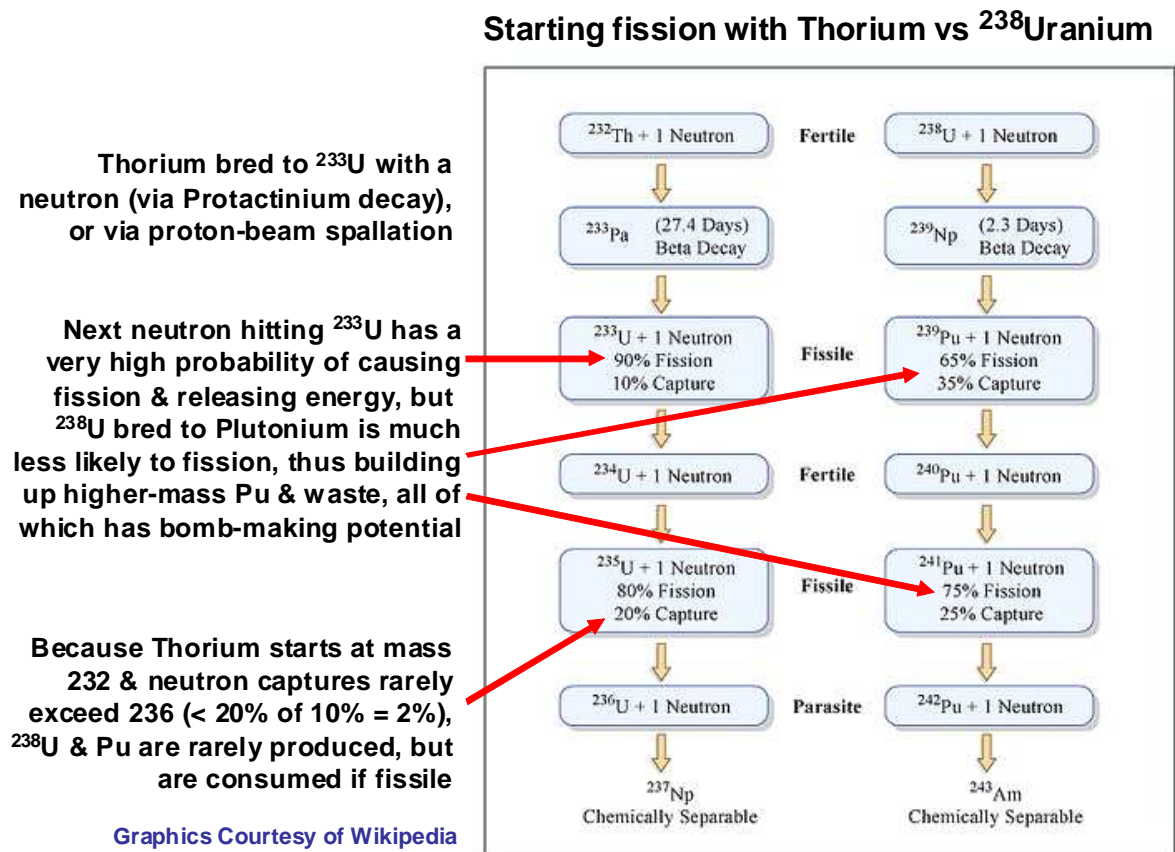 Starting fission with Thorium vs ²³⁸Uranium
Thorium bred to ²³³U with a
neutron (via Protactinium decay),
or via proton-beam spallation
Next neutron hitting ²³³U has a
very high probability of causing
fission & releasing energy, but
²³⁸U bred to Plutonium is much
less likely to fission, thus building
up higher-mass Pu & waste, all of
which has bomb-making potential
Because Thorium starts at mass
232 & neutron captures rarely
exceed 236 (< 20% of 10% = 2%),
²³⁸U & Pu are rarely produced, but
are consumed if fissile
Graphics Courtesy of Wikipedia
²³²Th + 1 Neutron
Fertile
²³⁸U + 1 Neutron
²³³Pa (27.4 Days)
Beta Decay
²³⁹Np (2.3 Days)
Beta Decay
²³³U + 1 Neutron
90% Fission
10% Capture
Fissile
²³⁹Pu + 1 Neutron
65% Fission
35% Capture
²³⁴U + 1 Neutron
Fertile
²⁴⁰Pu + 1 Neutron
²³⁵U + 1 Neutron
80% Fission
20% Capture
Fissile
²⁴¹Pu + 1 Neutron
75% Fission
25% Capture
²³⁶U + 1 Neutron
Parasite
²⁴²Pu + 1 Neutron
²³⁷Np
Chemically Separable
²⁴³Am
Chemically Separable